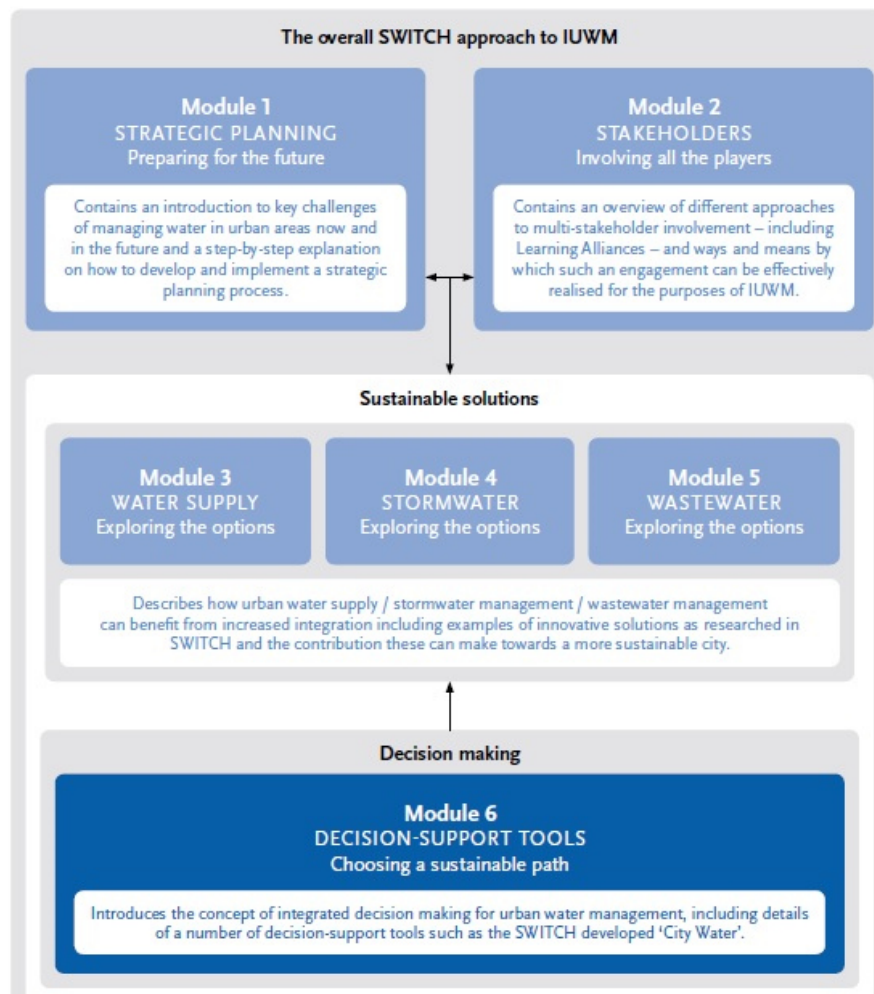 The overall SWITCH approach to IUWM
Module 1
STRATEGIC PLANNING
Preparing for the future
Contains an introduction to key challenges
of managing water in urban areas now and
in the future and a step-by-step explanation
on how to develop and implement a strategic
planning process.
Module 2
STAKEHOLDERS
Involving all the players
Contains an overview of different approaches
to multi-stakeholder involvement – including
Learning Alliances – and ways and means by
which such an engagement can be effectively
realised for the purposes of IUWM.
Sustainable solutions
Module 3
WATER SUPPLY
Exploring the options
Module 4
STORMWATER
Exploring the options
Module 5
WASTEWATER
Exploring the options
Describes how urban water supply / stormwater management / wastewater management
can benefit from increased integration including examples of innovative solutions as researched in
SWITCH and the contribution these can make towards a more sustainable city.
Decision making
Module 6
DECISION-SUPPORT TOOLS
Choosing a sustainable path
Introduces the concept of integrated decision making for urban water management, including details
of a number of decision-support tools such as the SWITCH developed ‘City Water’.